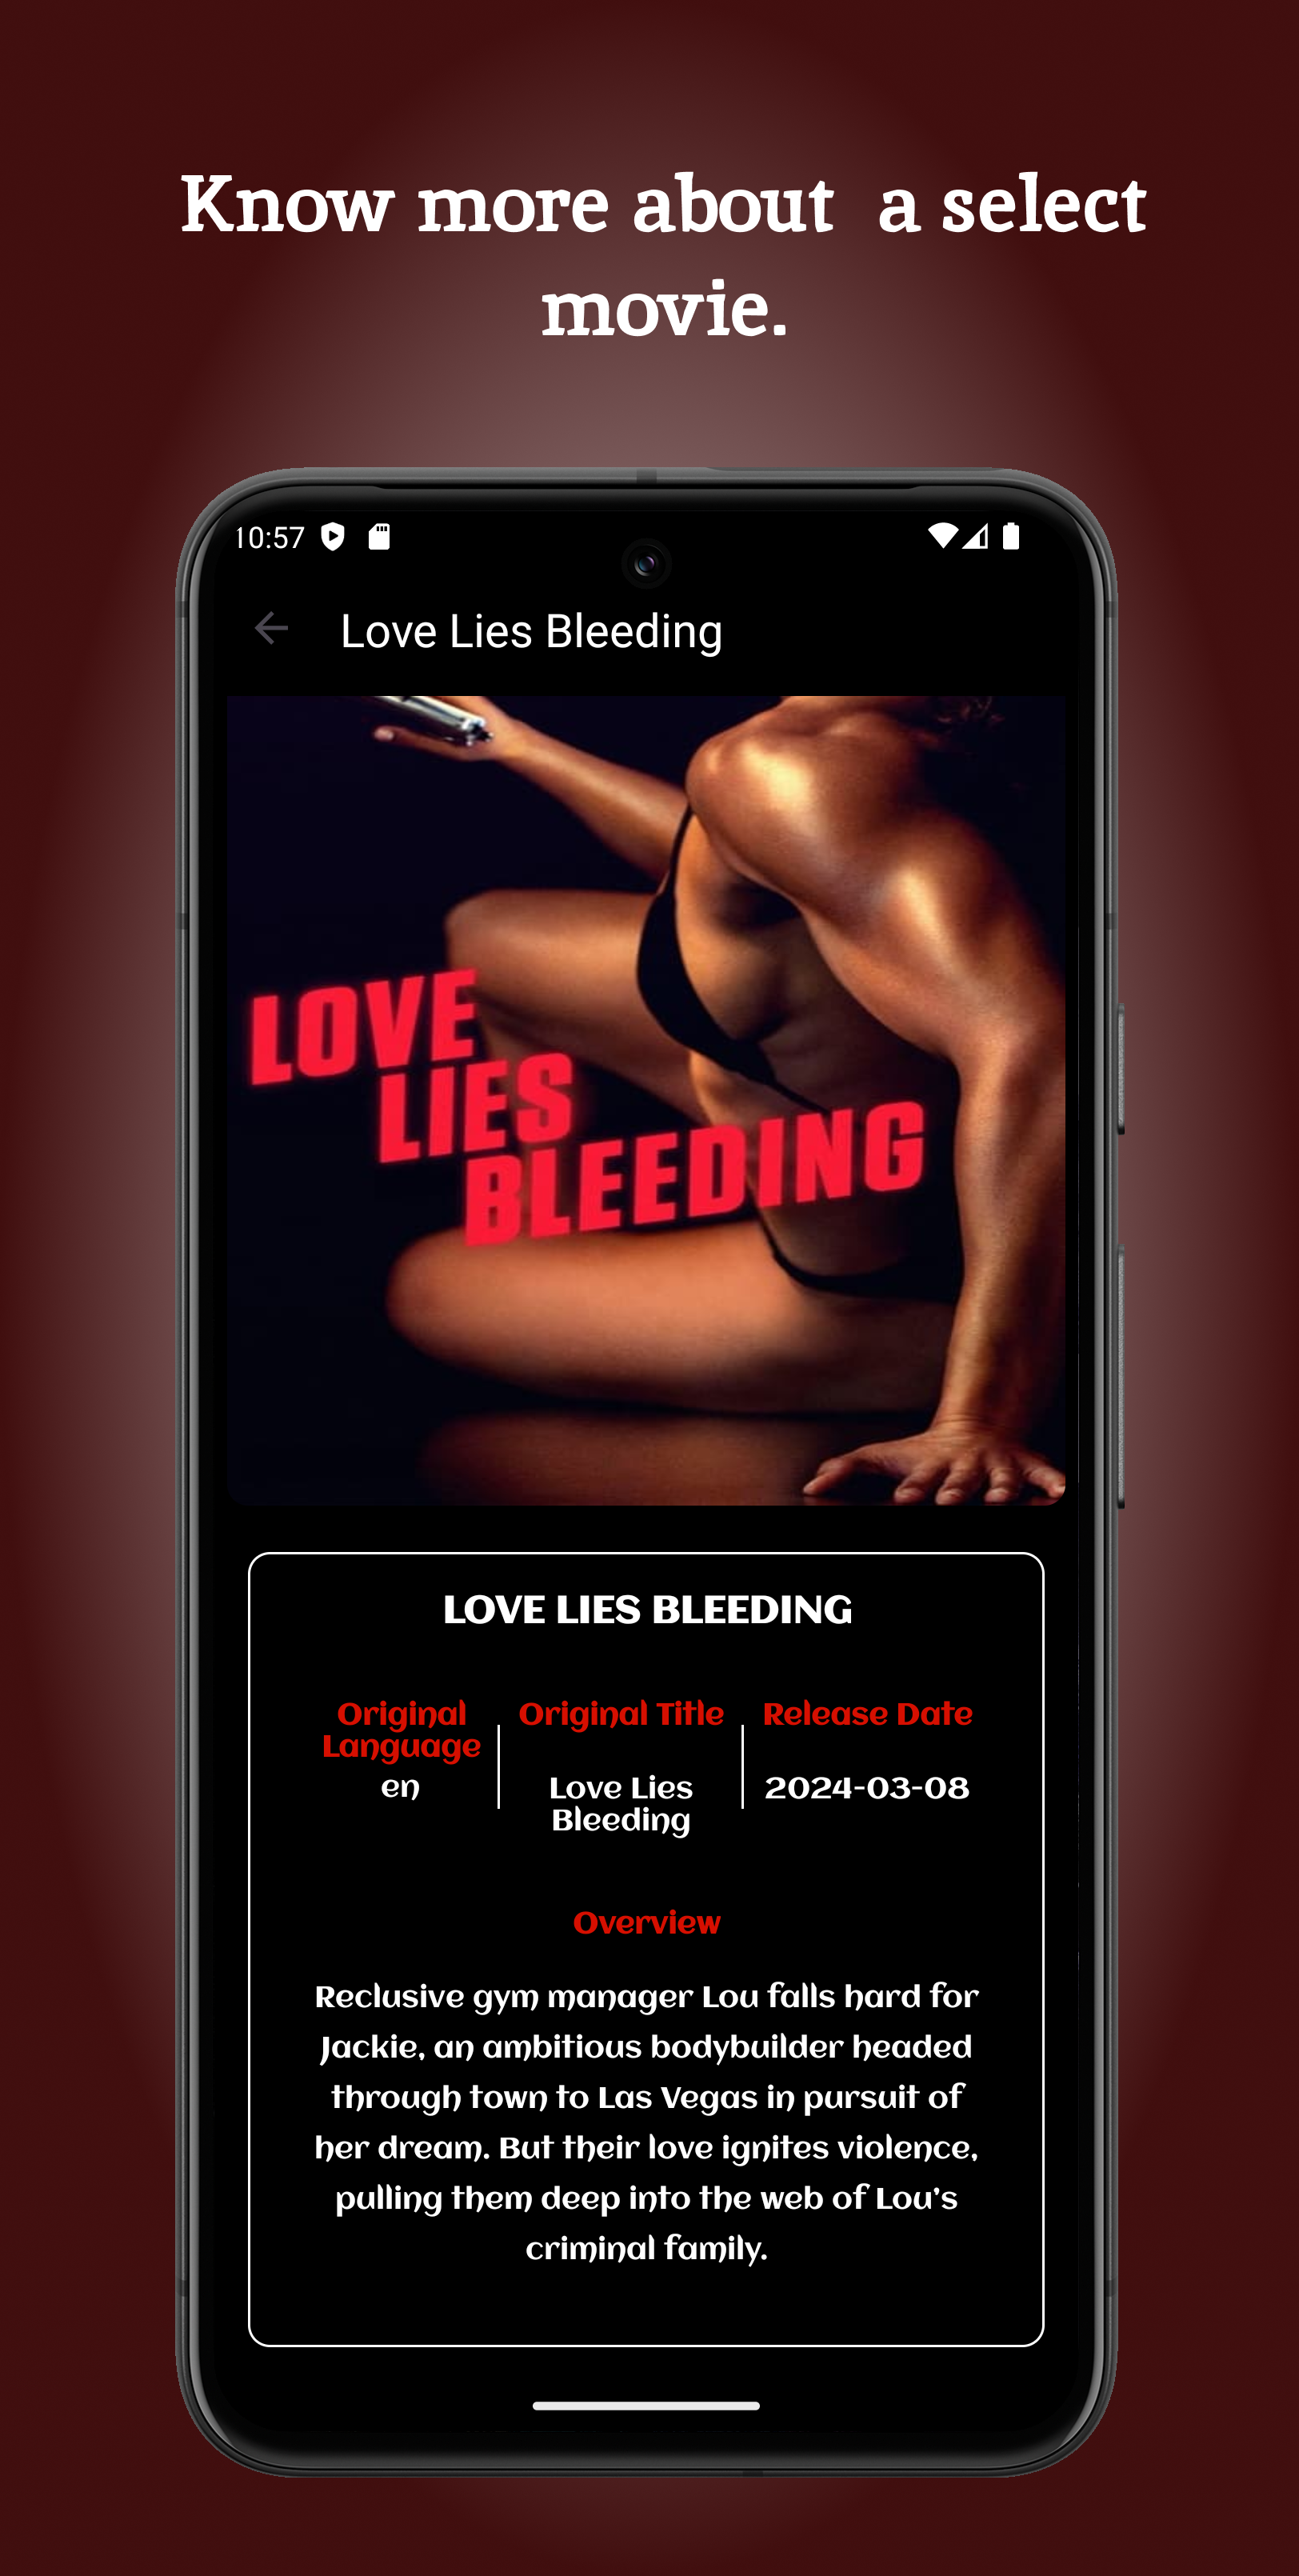 Know more about  a select
movie.
10:57
Love Lies Bleeding
LOVE
LIES
BLEEDING
LOVE LIES BLEEDING
Original Language
Original Title
Release Date
en
Love Lies Bleeding
2024-03-08
Overview
Reclusive gym manager Lou falls hard for
Jackie, an ambitious bodybuilder headed
through town to Las Vegas in pursuit of
her dream. But their love ignites violence,
pulling them deep into the web of Lou's
criminal family.